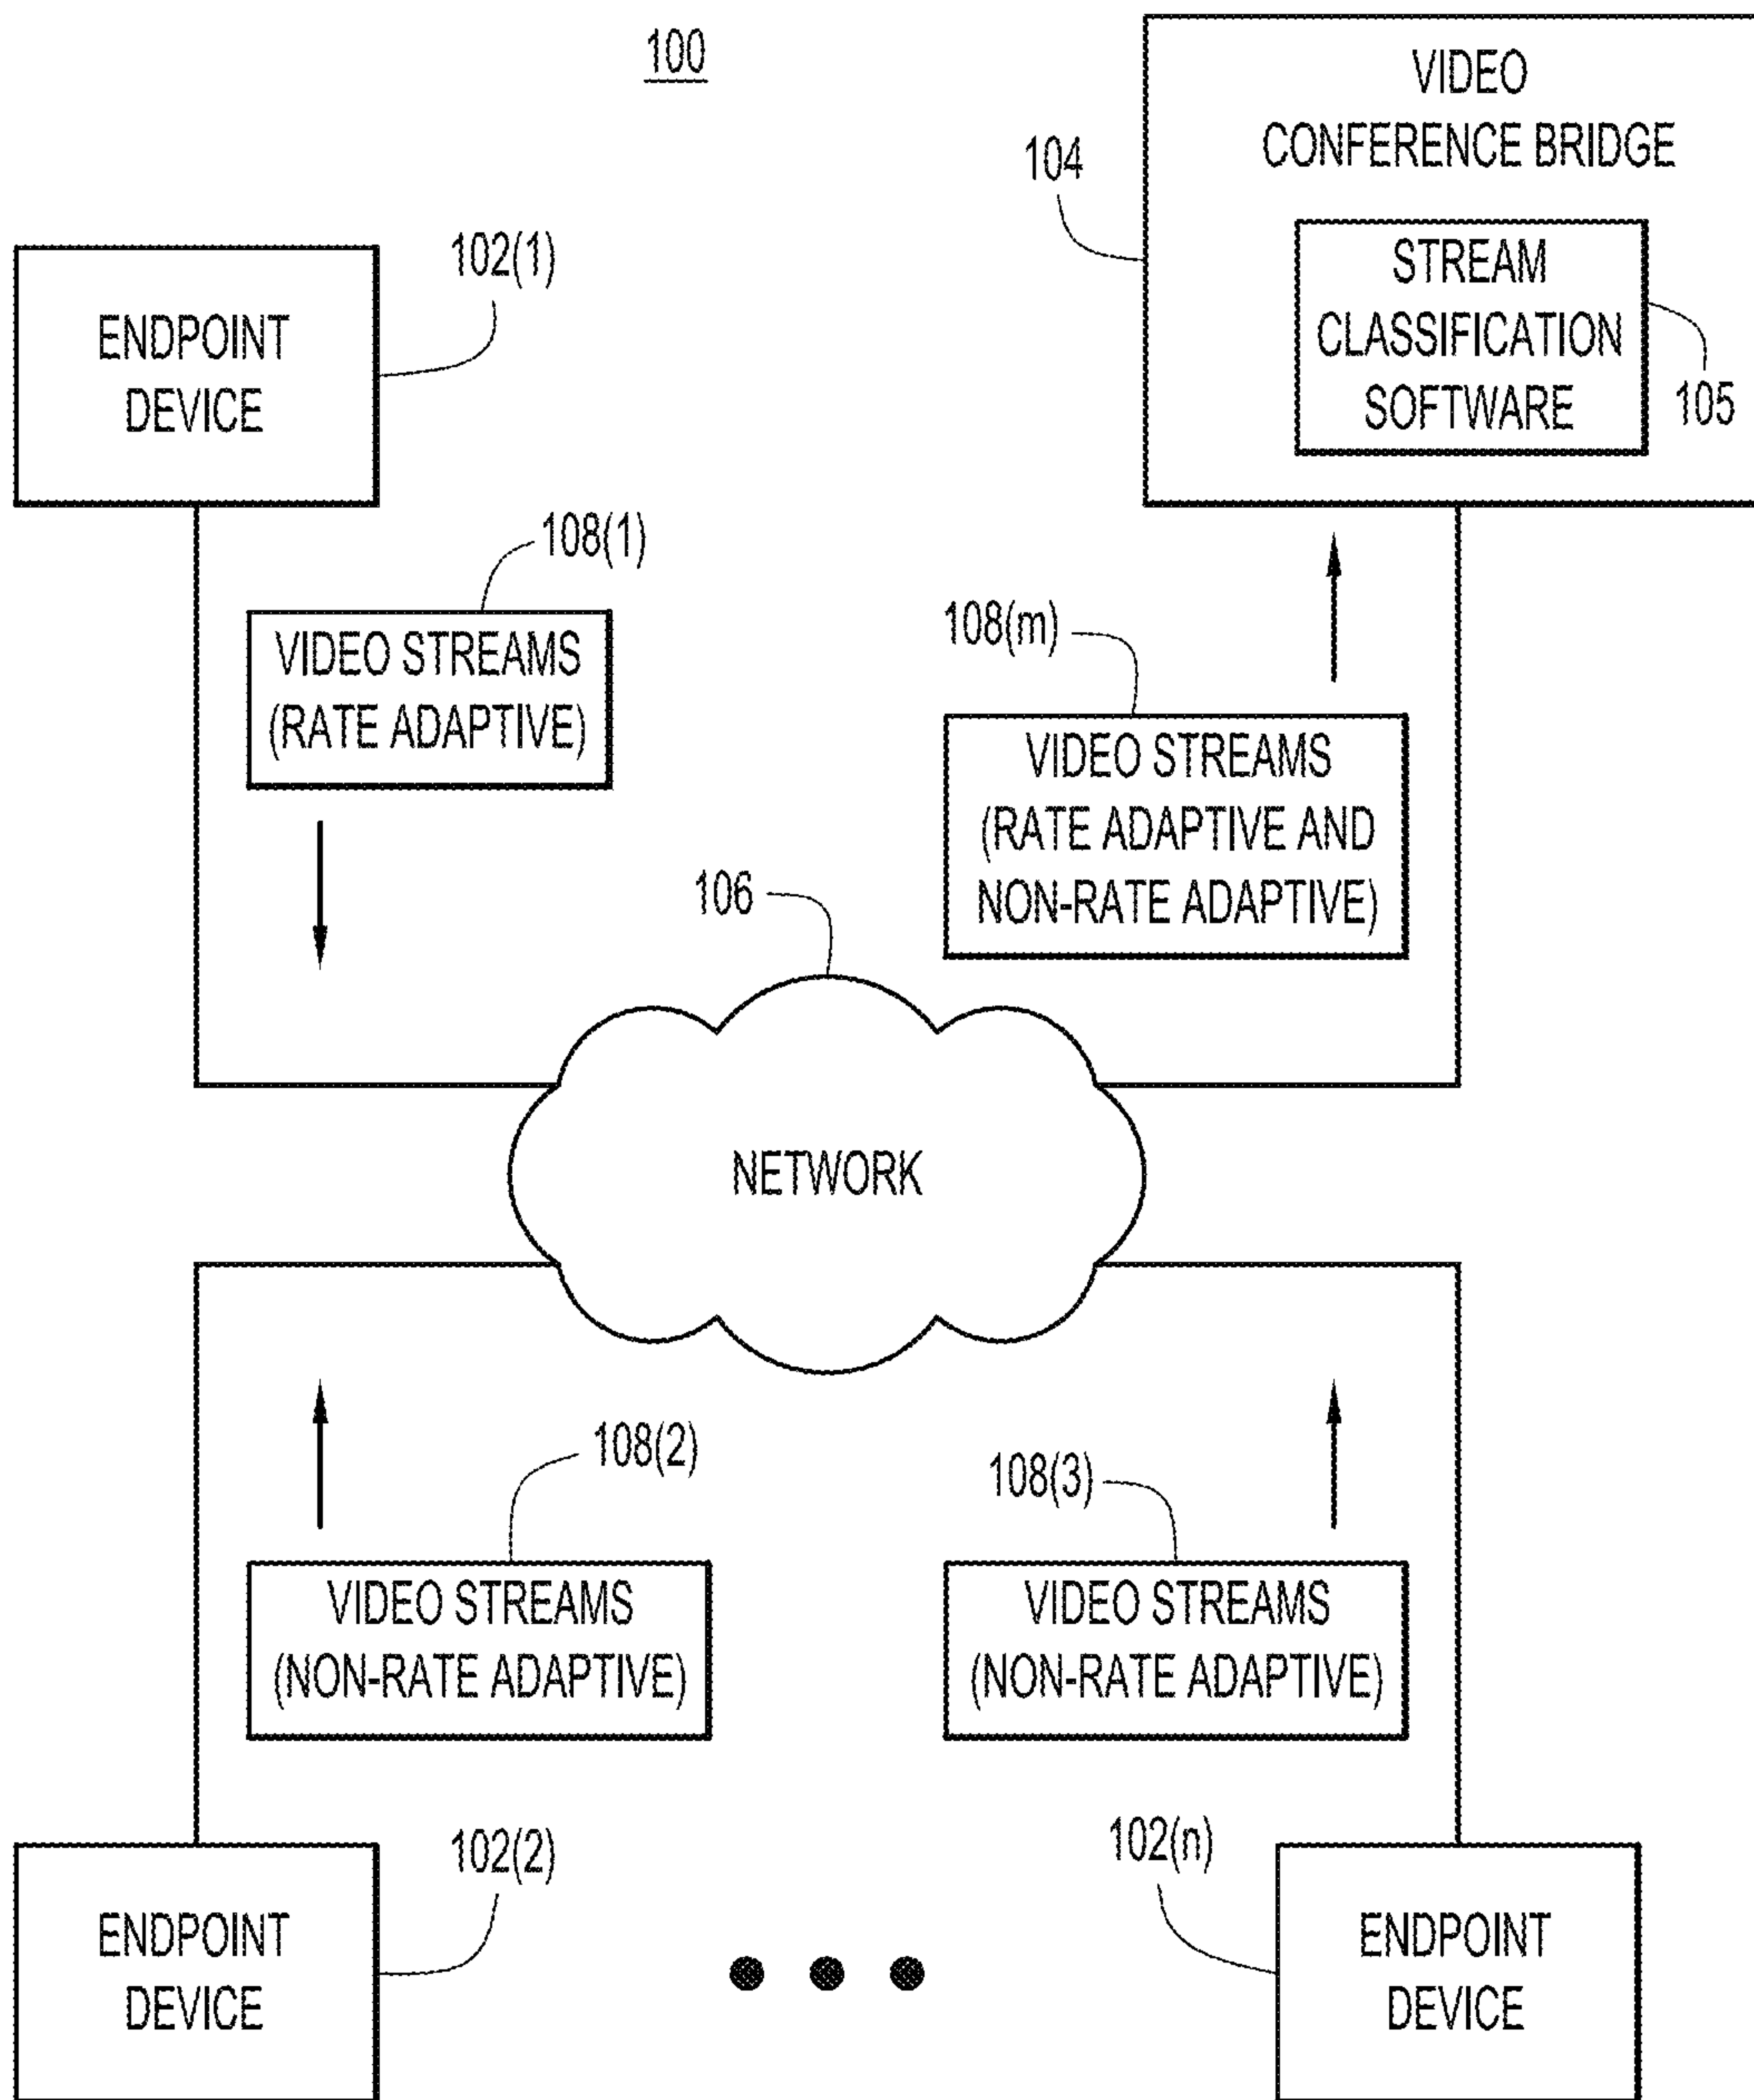 100
VIDEO
CONFERENCE BRIDGE
104
STREAM
CLASSIFICATION
SOFTWARE
105
102(1)
ENDPOINT
DEVICE
108(1)
VIDEO STREAMS
(RATE ADAPTIVE)
108(m)
VIDEO STREAMS
(RATE ADAPTIVE AND
NON-RATE ADAPTIVE)
106
NETWORK
108(2)
VIDEO STREAMS
(NON-RATE ADAPTIVE)
108(3)
VIDEO STREAMS
(NON-RATE ADAPTIVE)
102(2)
ENDPOINT
DEVICE
102(n)
ENDPOINT
DEVICE